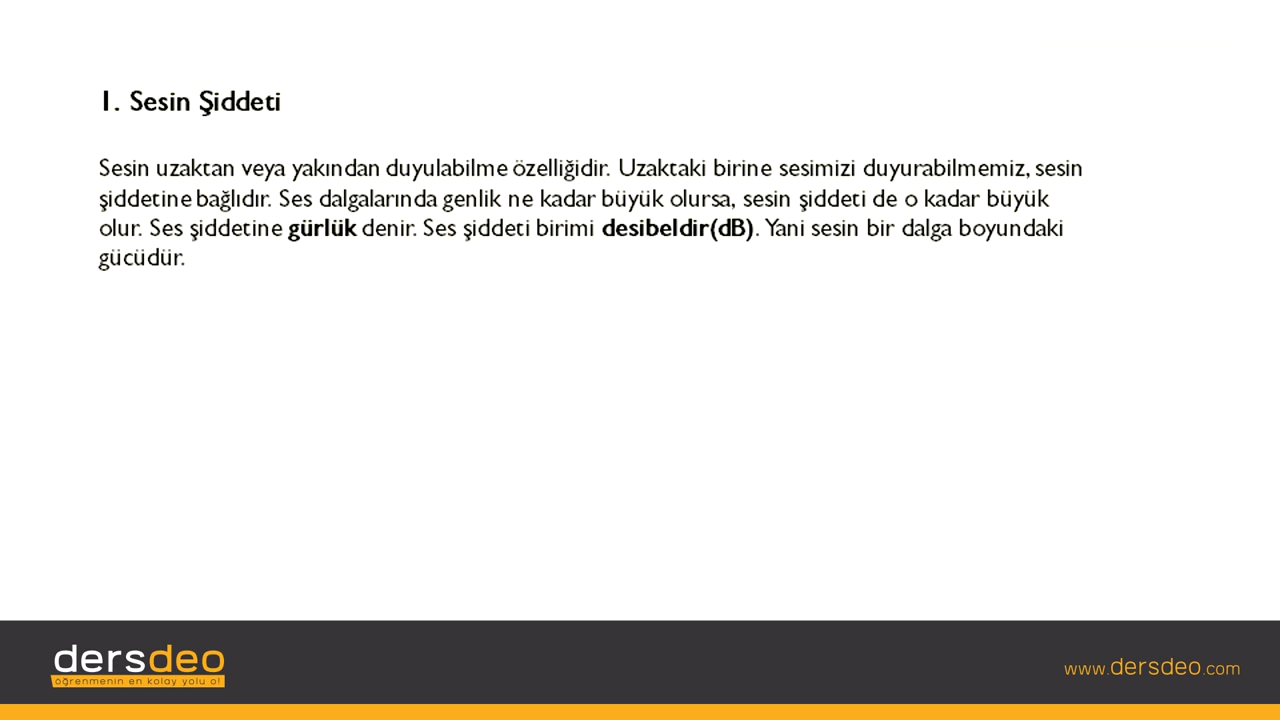 1. Sesin Şiddeti
Sesin uzaktan veya yakından duyulabilme özelliğidir. Uzaktaki birine sesimizi duyurabilmemiz, sesin
şiddetine bağlıdır. Ses dalgalarında genlik ne kadar büyük olursa, sesin şiddeti de o kadar büyük
olur. Ses şiddetine gürlük denir. Ses şiddeti birimi desibeldir(dB). Yani sesin bir dalga boyundaki
gücüdür.
dersdeo
öğrenmenin en kolay yolu o!
www.dersdeo.com